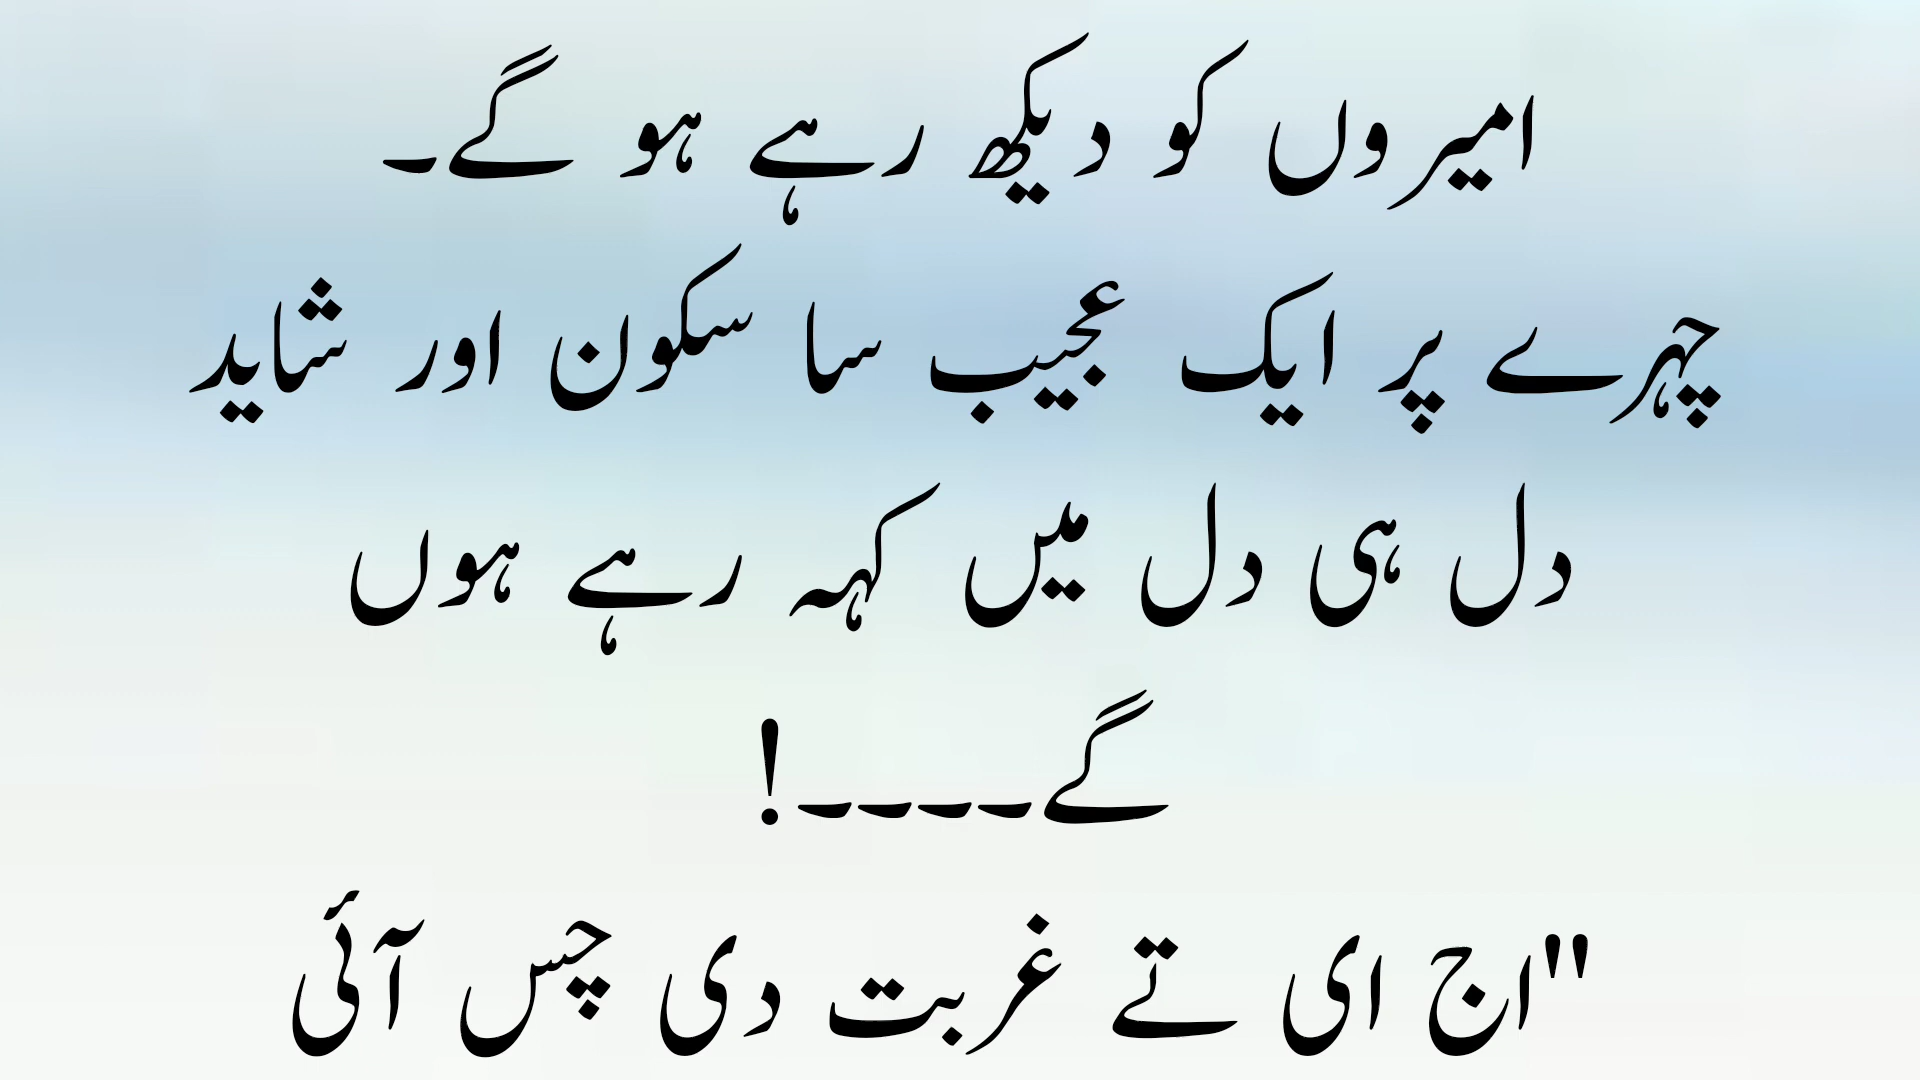 امیروں کو دیکھ رہے ہو گے۔
چہرے پر ایک عجیب سا سکون اور شاید
دل ہی دل میں کہہ رہے ہوں
گے۔۔۔۔!
"اج ای تے غربت دی چس آئی